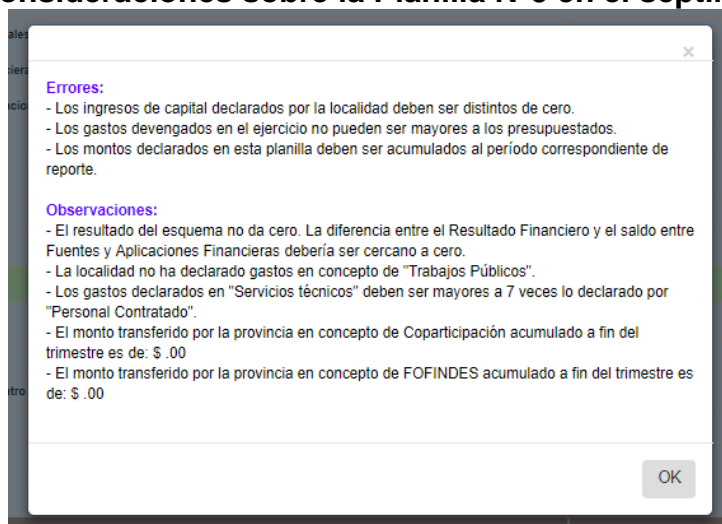 sobre la Planilla N°3 en el
×
Errores:
- Los ingresos de capital declarados por la localidad deben ser distintos de cero.
- Los gastos devengados en el ejercicio no pueden ser mayores a los presupuestados.
- Los montos declarados en esta planilla deben ser acumulados al período correspondiente de
reporte.
Observaciones:
- El resultado del esquema no da cero. La diferencia entre el Resultado Financiero y el saldo entre
Fuentes y Aplicaciones Financieras debería ser cercano a cero.
- La localidad no ha declarado gastos en concepto de "Trabajos Públicos".
- Los gastos declarados en "Servicios técnicos" deben ser mayores a 7 veces lo declarado por
"Personal Contratado".
- El monto transferido por la provincia en concepto de Coparticipación acumulado a fin del
trimestre es de: $ .00
- El monto transferido por la provincia en concepto de FOFINDES acumulado a fin del trimestre es
de: $ .00
OK